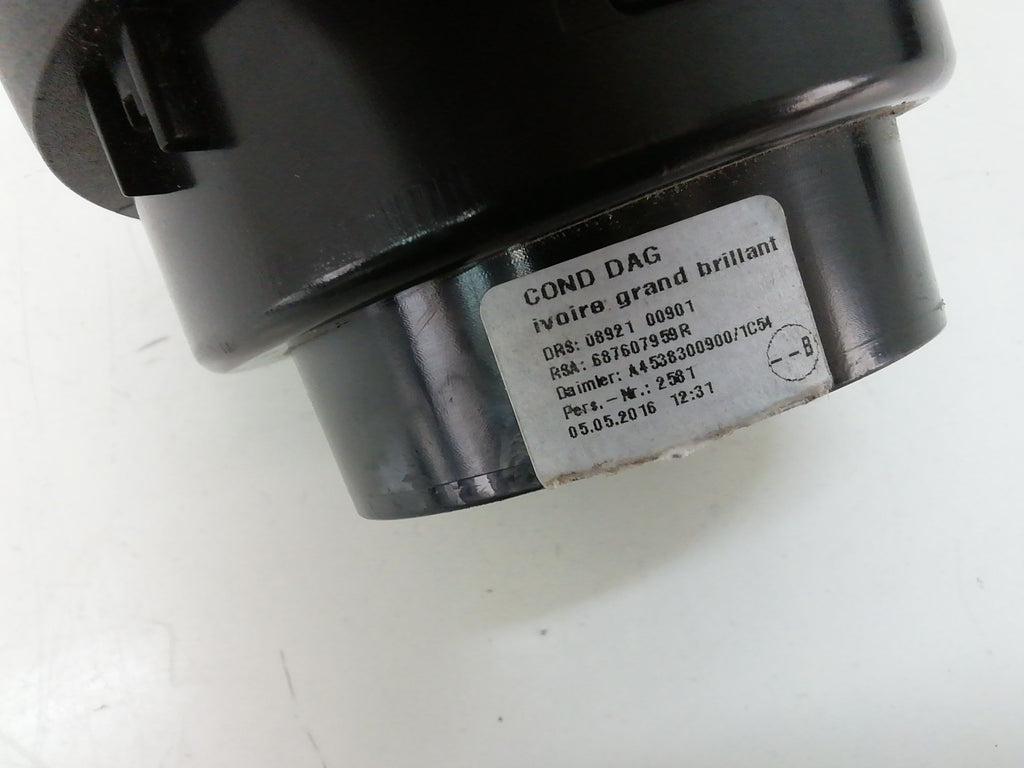 COND DAG
ivoire grand brillant
DRS: 08921 00901
RSA: 687607959R
Daimler: A4538300900/1C54
Pers.-Nr.: 2581
05.05.2016 12:31
--B